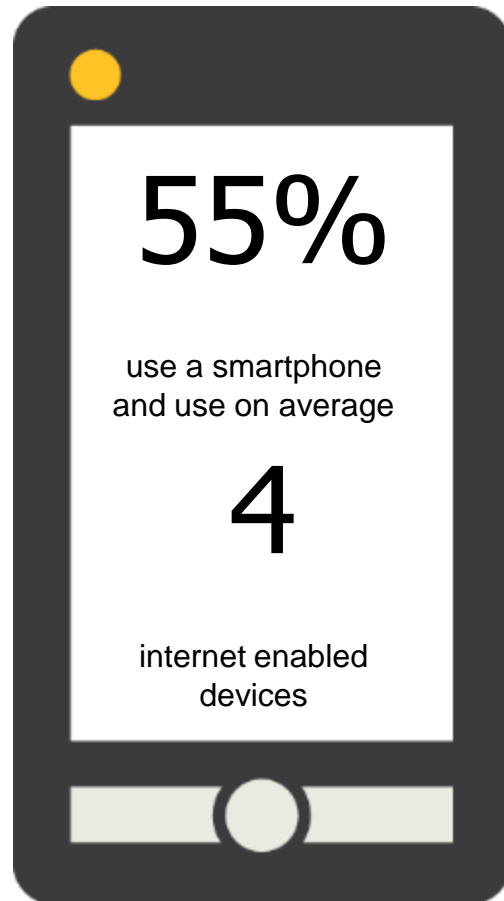 55%
use a smartphone
and use on average
4
internet enabled
devices